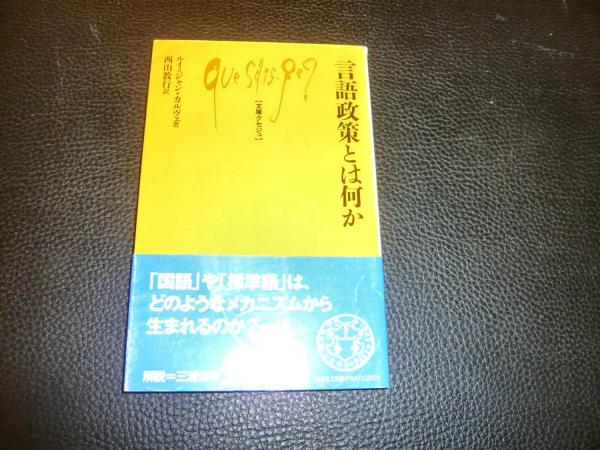 言語政策とは何か
que sais-je?
【文庫クセジュ】
ルイ=ジャン・カルヴェ著
西山教行訳
「国語」や「標準語」は、
どのようなメカニズムから
生まれるのか?
解説=三浦信孝